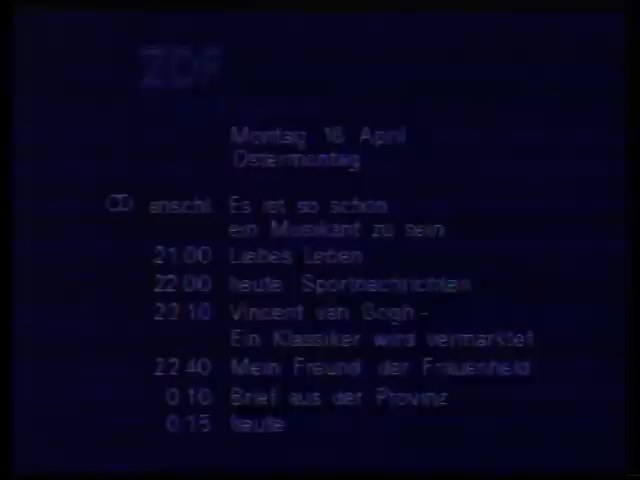 ZDF
Montag 16 April
Ostermontag
anschl. Es ist so schön
ein Musikant zu sein
21.00 Liebes Leben
22.00 heute Sportnachrichten
22.10 Vincent van Gogh -
Ein Klassiker wird vermarktet
22.40 Mein Freund, der Frauenheld
0.10 Brief aus der Provinz
0.15 heute